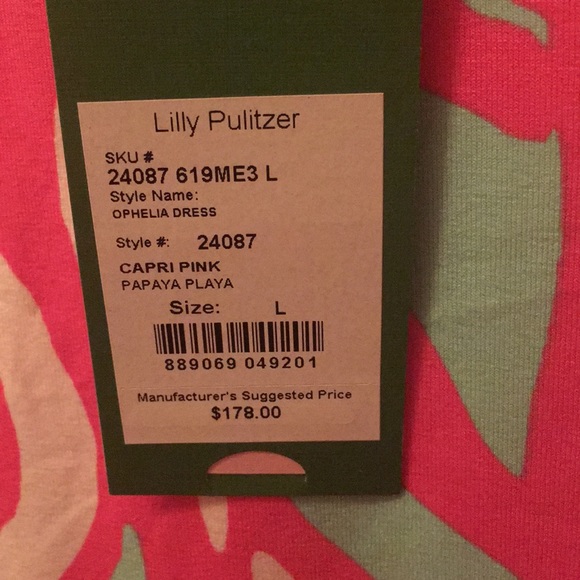 Lilly Pulitzer
SKU #
24087 619ME3 L
Style Name:
OPHELIA DRESS
Style #: 24087
CAPRI PINK
PAPAYA PLAYA
Size: L
889069 049201
Manufacturer's Suggested Price
$178.00